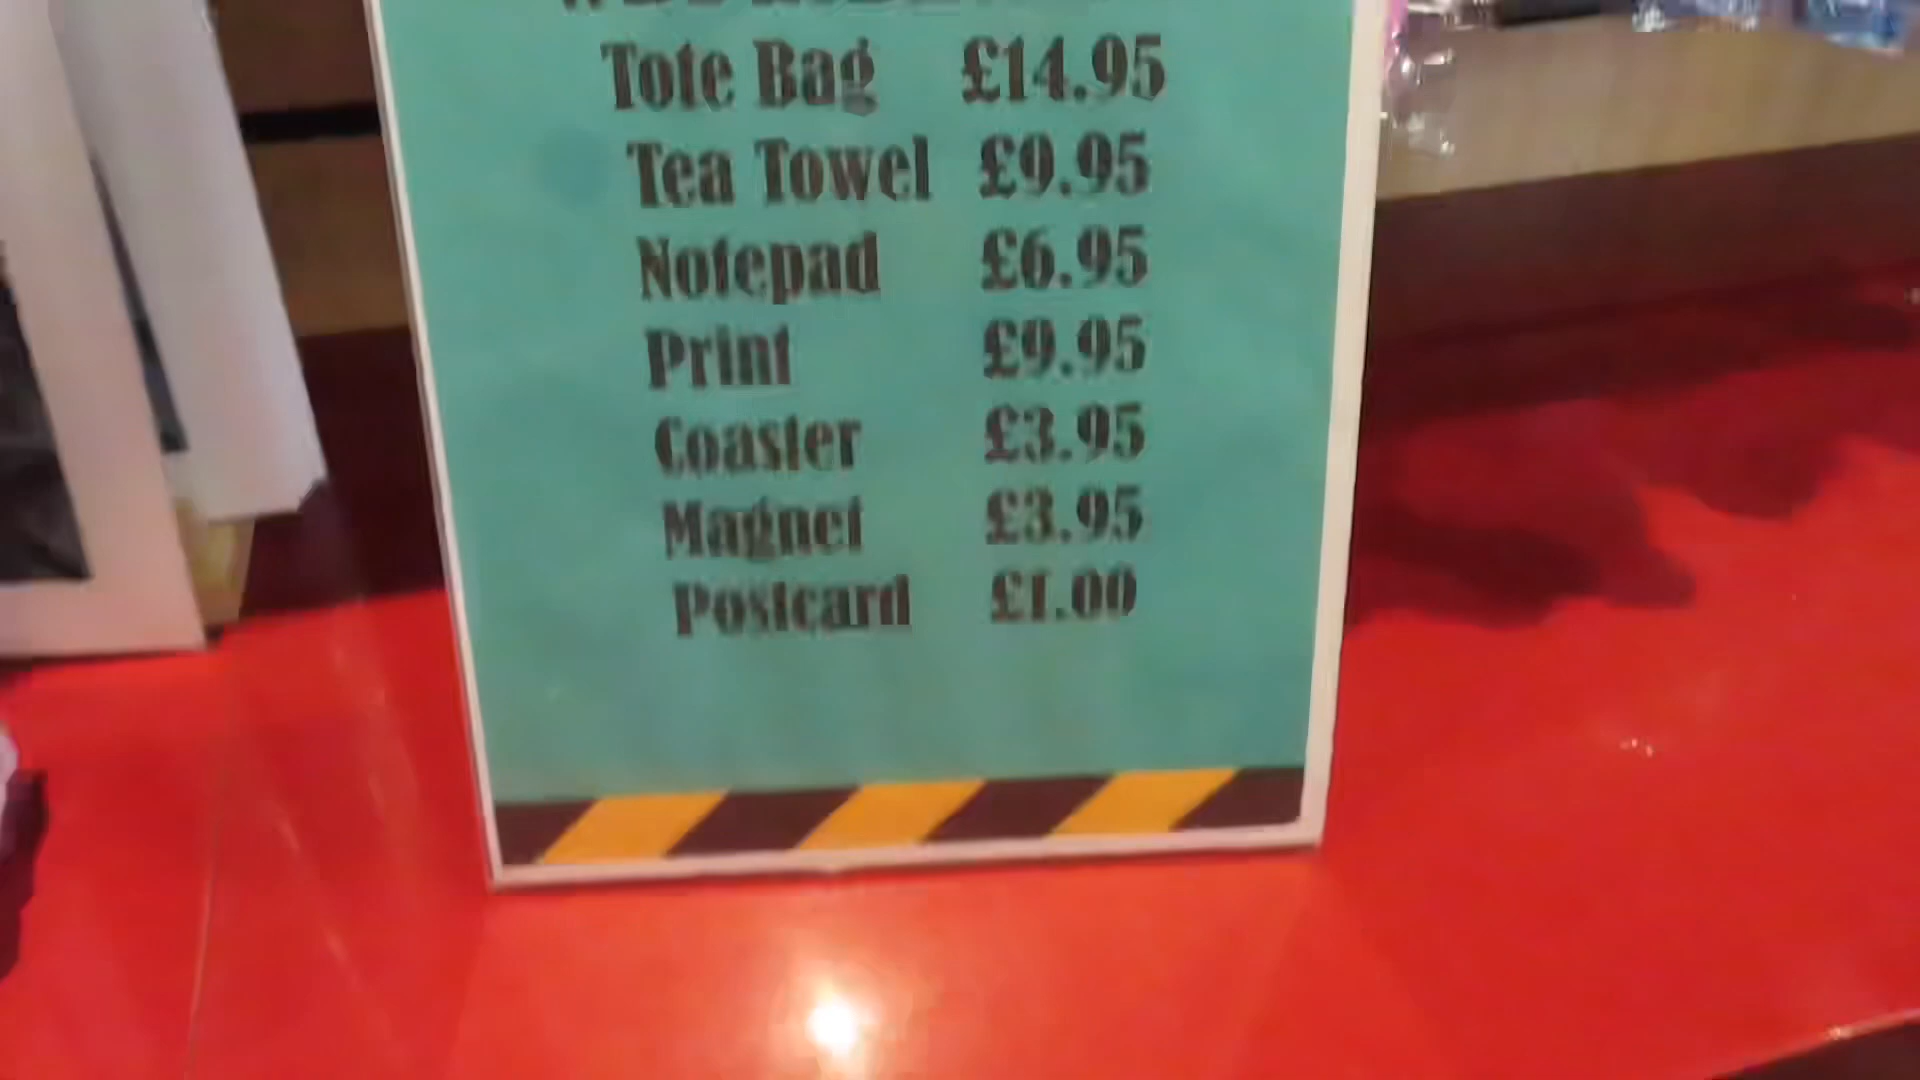 Tote Bag £14.95
Tea Towel £9.95
Notepad £6.95
Print £9.95
Coaster £3.95
Magnet £3.95
Postcard £1.00